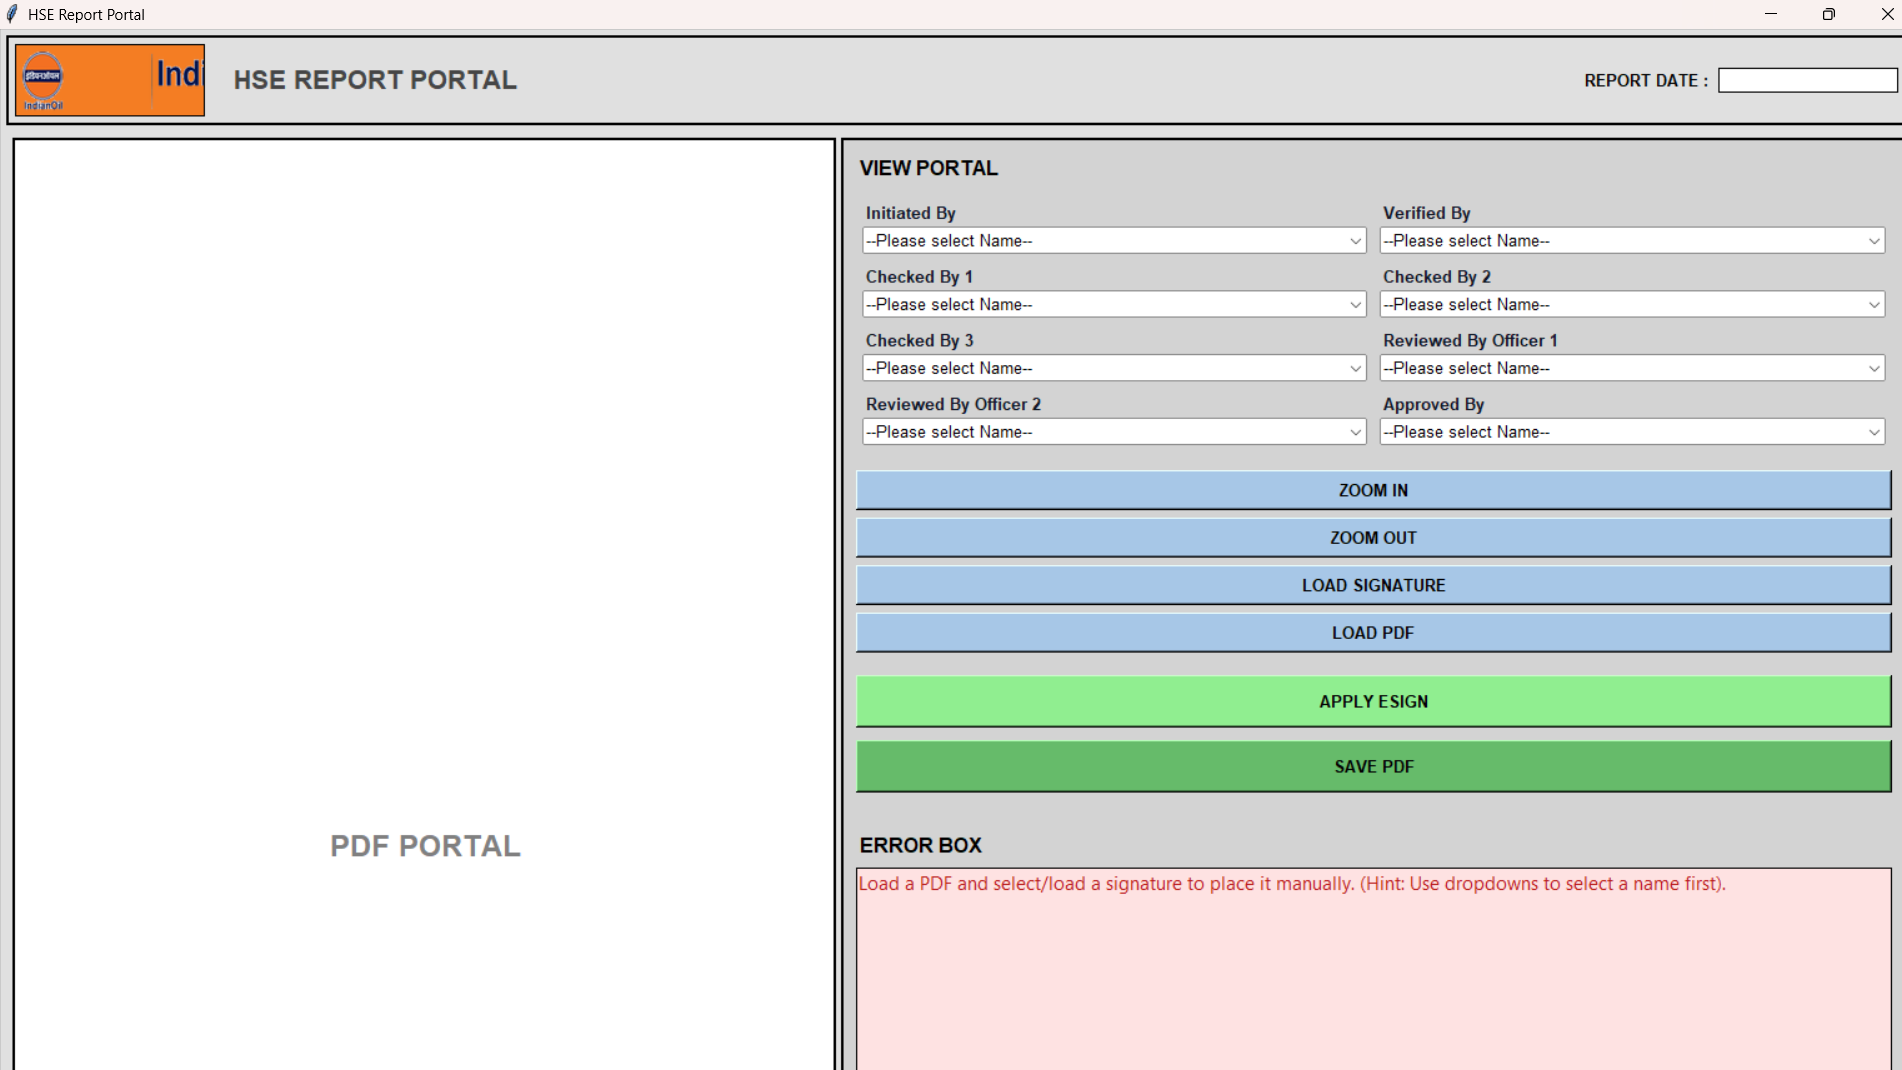 HSE Report Portal
इंडियनऑयल
IndianOil
Indi
HSE REPORT PORTAL
REPORT DATE :
PDF PORTAL
VIEW PORTAL
Initiated By
--Please select Name--
Verified By
--Please select Name--
Checked By 1
--Please select Name--
Checked By 2
--Please select Name--
Checked By 3
--Please select Name--
Reviewed By Officer 1
--Please select Name--
Reviewed By Officer 2
--Please select Name--
Approved By
--Please select Name--
ZOOM IN
ZOOM OUT
LOAD SIGNATURE
LOAD PDF
APPLY ESIGN
SAVE PDF
ERROR BOX
Load a PDF and select/load a signature to place it manually. (Hint: Use dropdowns to select a name first).